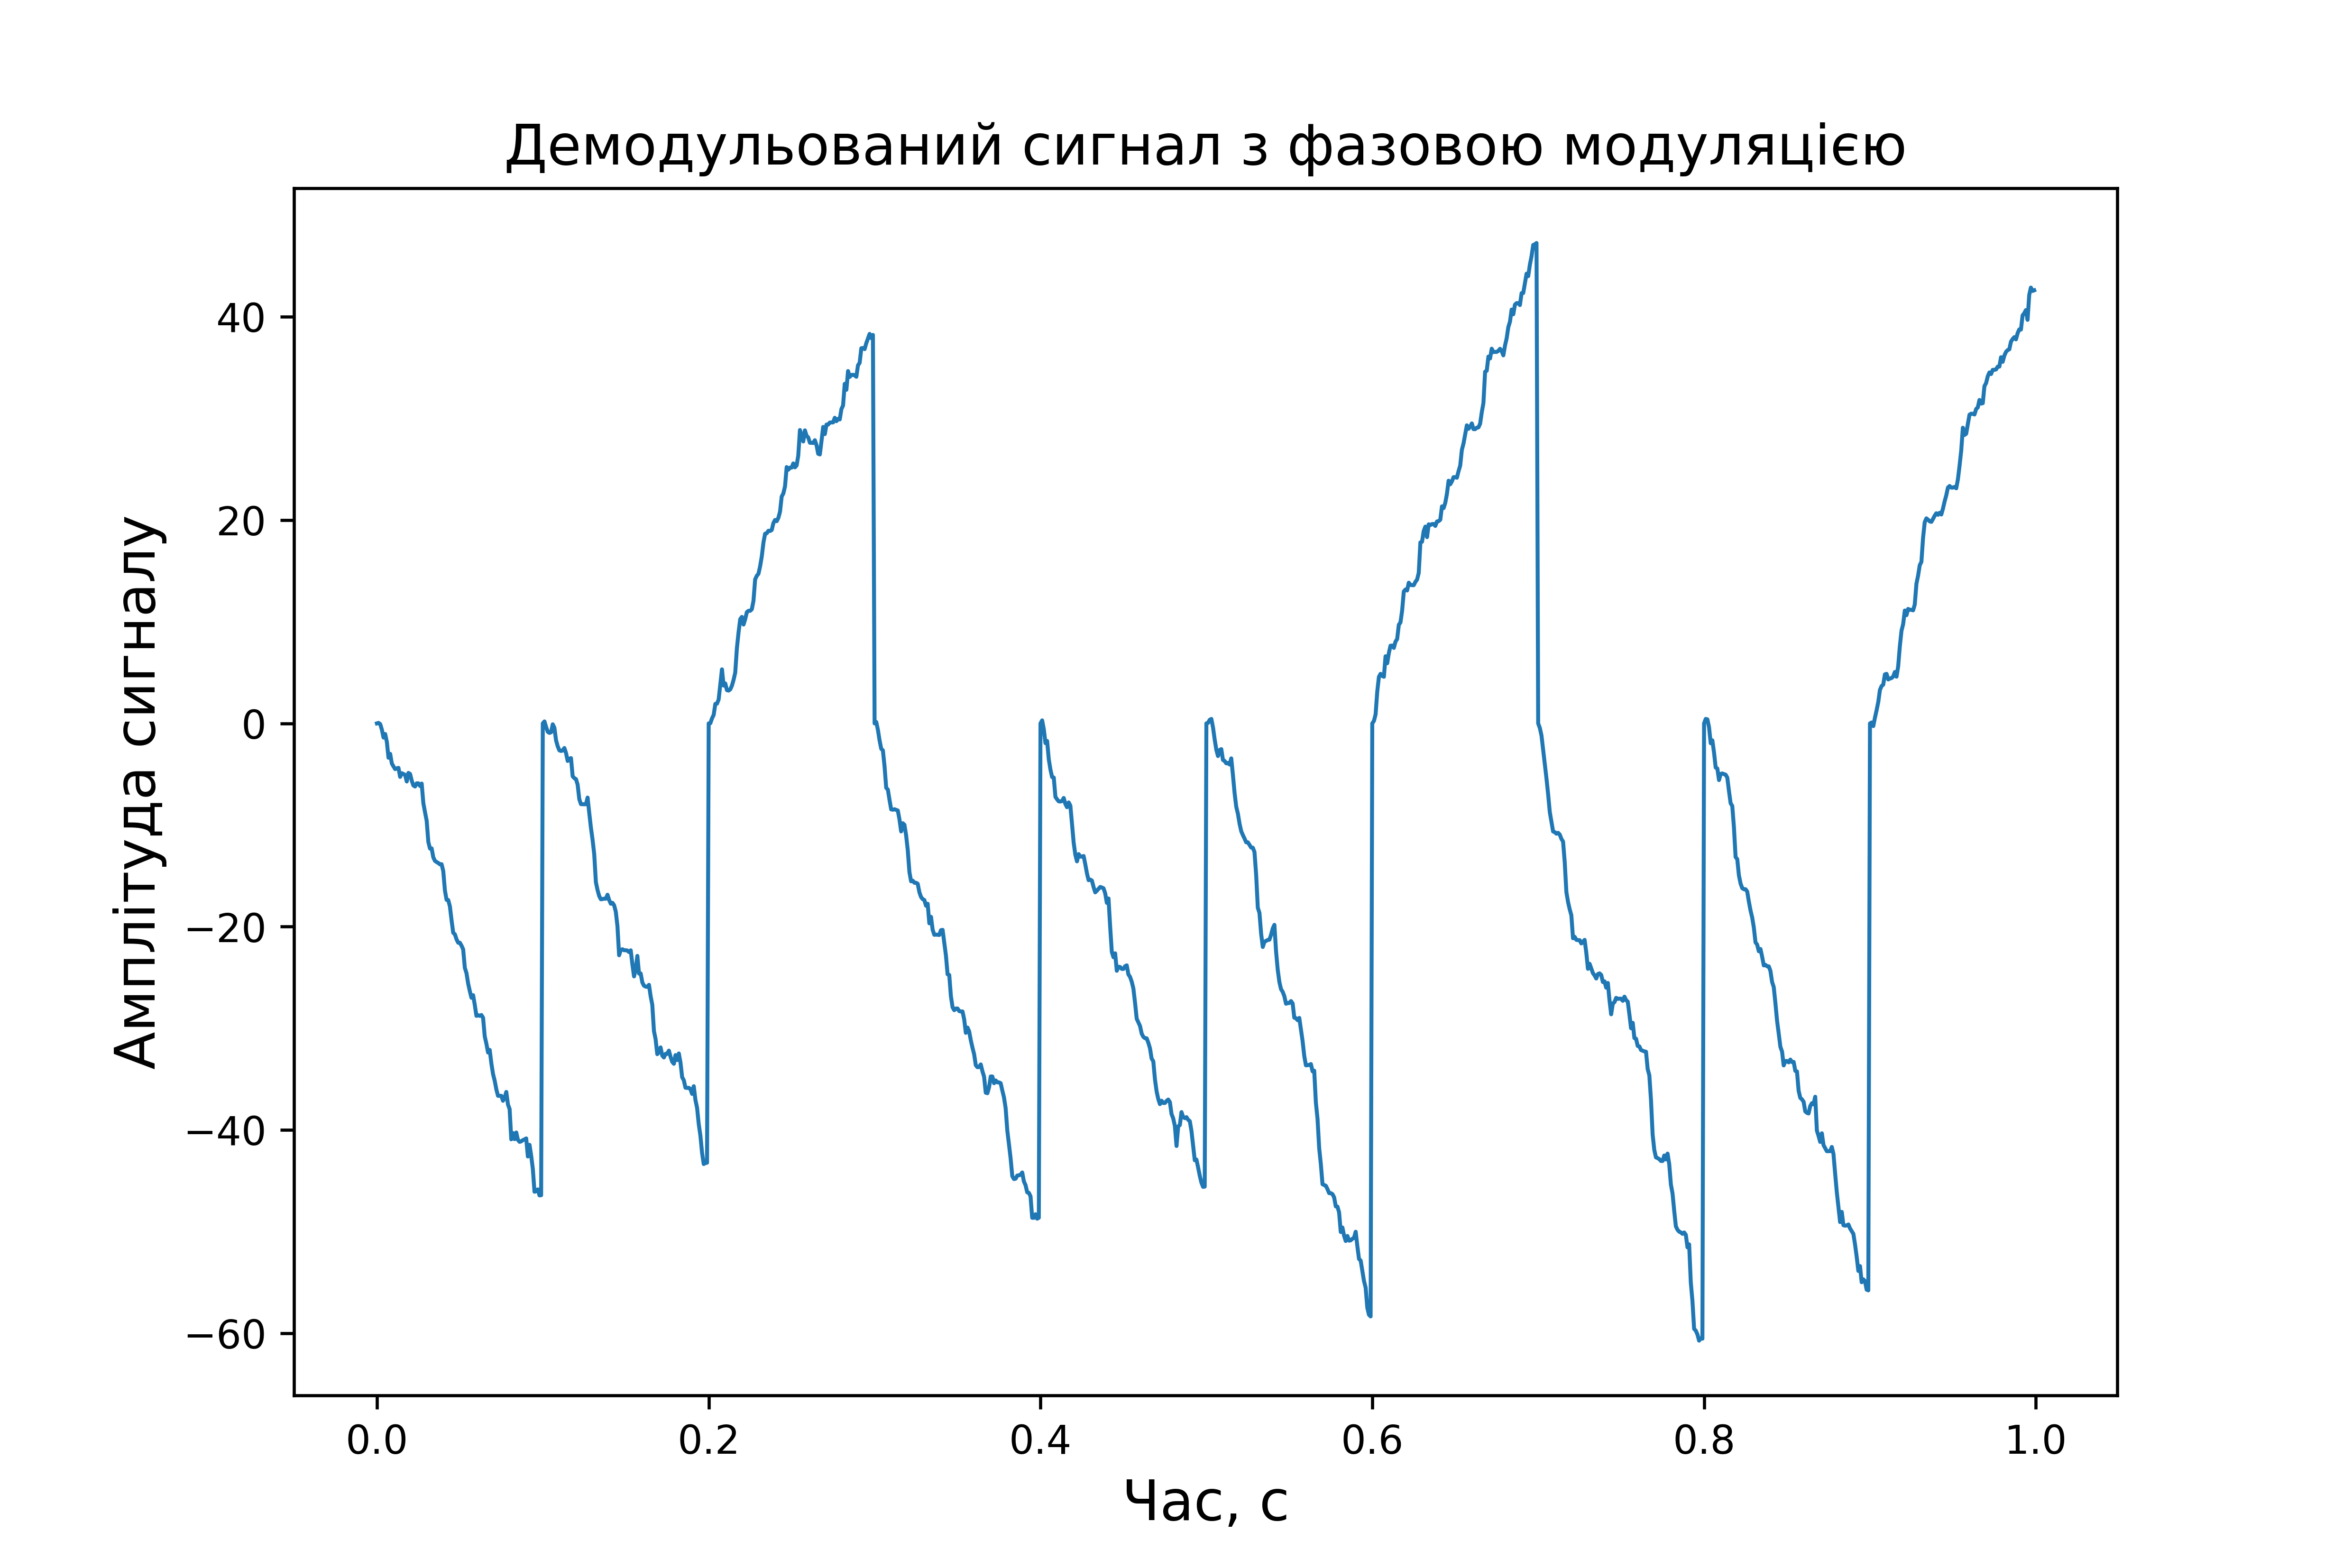 Демодульований сигнал з фазовою модуляцією
Амплітуда сигналу
40
20
0
−20
−40
−60
0.0 0.2 0.4 0.6 0.8 1.0
Час, с